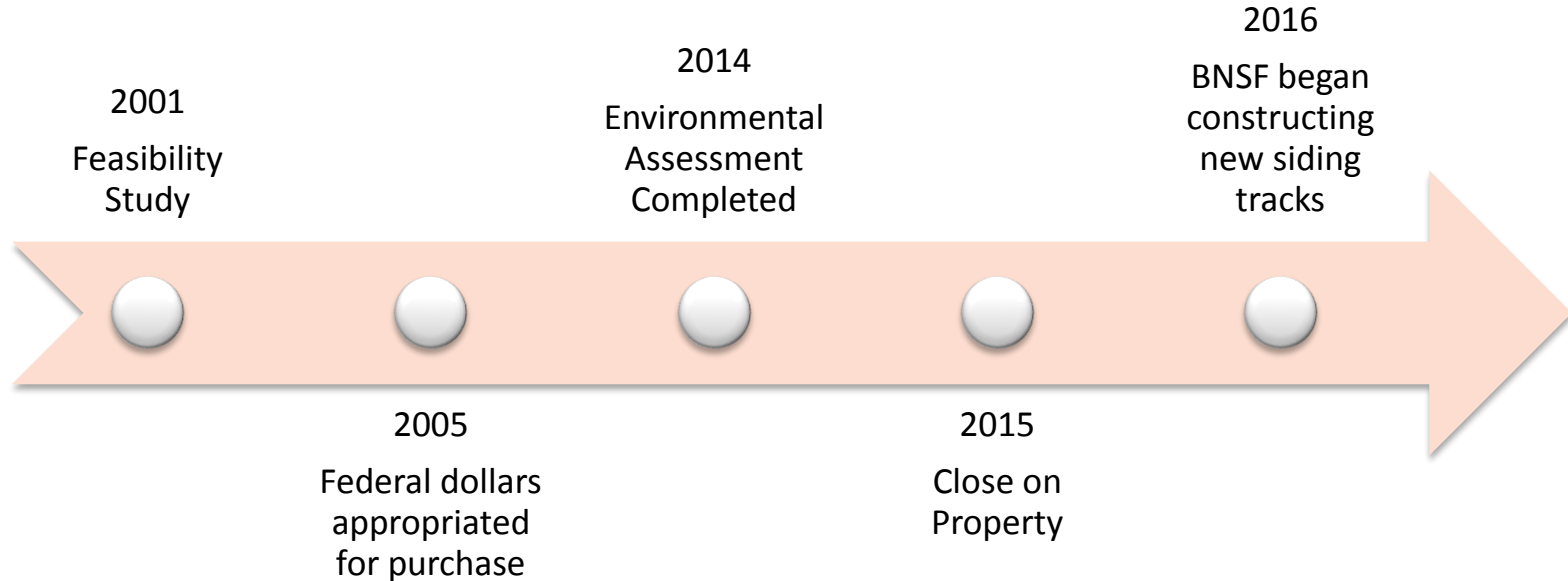 2001
Feasibility
Study
2005
Federal dollars
appropriated
for purchase
2014
Environmental
Assessment
Completed
2015
Close on
Property
2016
BNSF began
constructing
new siding
tracks